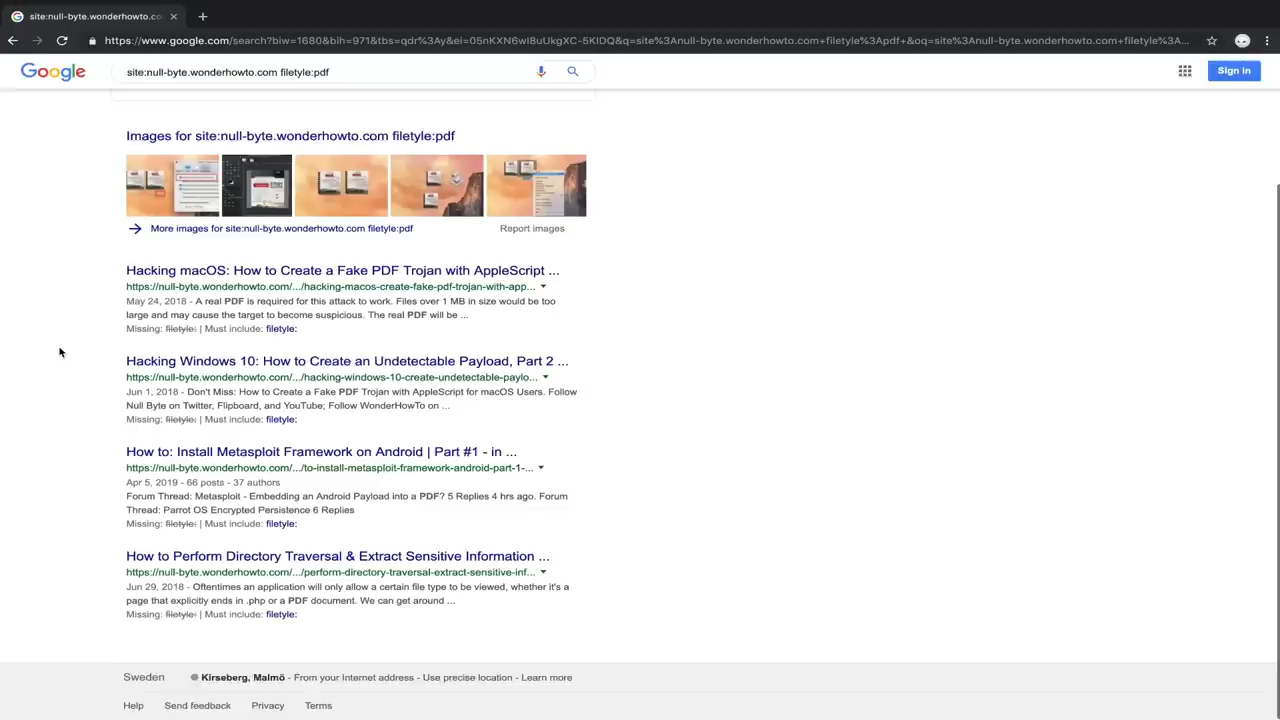 site:null-byte.wonderhowto.co
https://www.google.com/search?biw=1680&bih=971&tbs=qdr%3Ay&ei=05nKXN6wI8uUkgXC-5KIDQ&q=site%3Anull-byte.wonderhowto.com+filetyle%3Apdf+&oq=site%3Anull-byte.wonderhowto.com+filetyle%3A...
Google
site:null-byte.wonderhowto.com filetyle:pdf
Sign in
Images for site:null-byte.wonderhowto.com filetyle:pdf
More images for site:null-byte.wonderhowto.com filetyle:pdf Report images
Hacking macOS: How to Create a Fake PDF Trojan with AppleScript ...
https://null-byte.wonderhowto.com/.../hacking-macos-create-fake-pdf-trojan-with-app...
May 24, 2018 - A real PDF is required for this attack to work. Files over 1 MB in size would be too
large and may cause the target to become suspicious. The real PDF will be ...
Missing: filetyle: | Must include: filetyle:
Hacking Windows 10: How to Create an Undetectable Payload, Part 2 ...
https://null-byte.wonderhowto.com/.../hacking-windows-10-create-undetectable-paylo...
Jun 1, 2018 - Don't Miss: How to Create a Fake PDF Trojan with AppleScript for macOS Users. Follow
Null Byte on Twitter, Flipboard, and YouTube; Follow WonderHowTo on ...
Missing: filetyle: | Must include: filetyle:
How to: Install Metasploit Framework on Android | Part #1 - in ...
https://null-byte.wonderhowto.com/.../to-install-metasploit-framework-android-part-1-...
Apr 5, 2019 - 66 posts - 37 authors
Forum Thread: Metasploit - Embedding an Android Payload into a PDF? 5 Replies 4 hrs ago. Forum
Thread: Parrot OS Encrypted Persistence 6 Replies
Missing: filetyle: | Must include: filetyle:
How to Perform Directory Traversal & Extract Sensitive Information ...
https://null-byte.wonderhowto.com/.../perform-directory-traversal-extract-sensitive-inf...
Jun 29, 2018 - Oftentimes an application will only allow a certain file type to be viewed, whether it's a
page that explicitly ends in .php or a PDF document. We can get around ...
Missing: filetyle: | Must include: filetyle:
Sweden Kirseberg, Malmö - From your Internet address - Use precise location - Learn more
Help Send feedback Privacy Terms